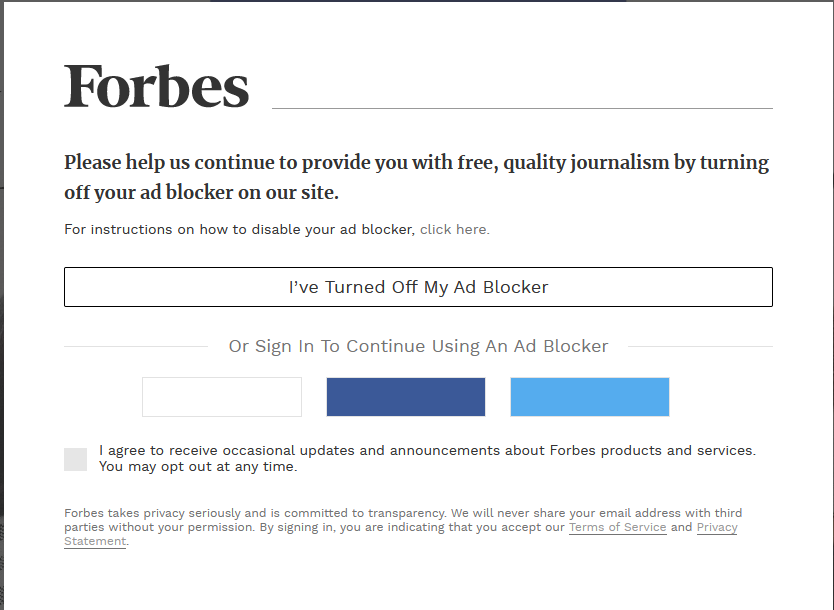 Forbes
Please help us continue to provide you with free, quality journalism by turning
off your ad blocker on our site.
For instructions on how to disable your ad blocker, click here.
I’ve Turned Off My Ad Blocker
Or Sign In To Continue Using An Ad Blocker
I agree to receive occasional updates and announcements about Forbes products and services.
You may opt out at any time.
Forbes takes privacy seriously and is committed to transparency. We will never share your email address with third
parties without your permission. By signing in, you are indicating that you accept our Terms of Service and Privacy
Statement.